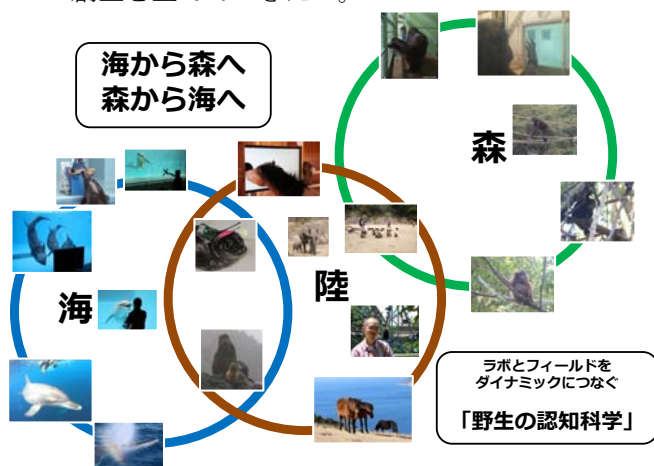 海から森へ
森から海へ
森
陸
海
ラボとフィールドを
ダイナミックにつなぐ
「野生の認知科学」